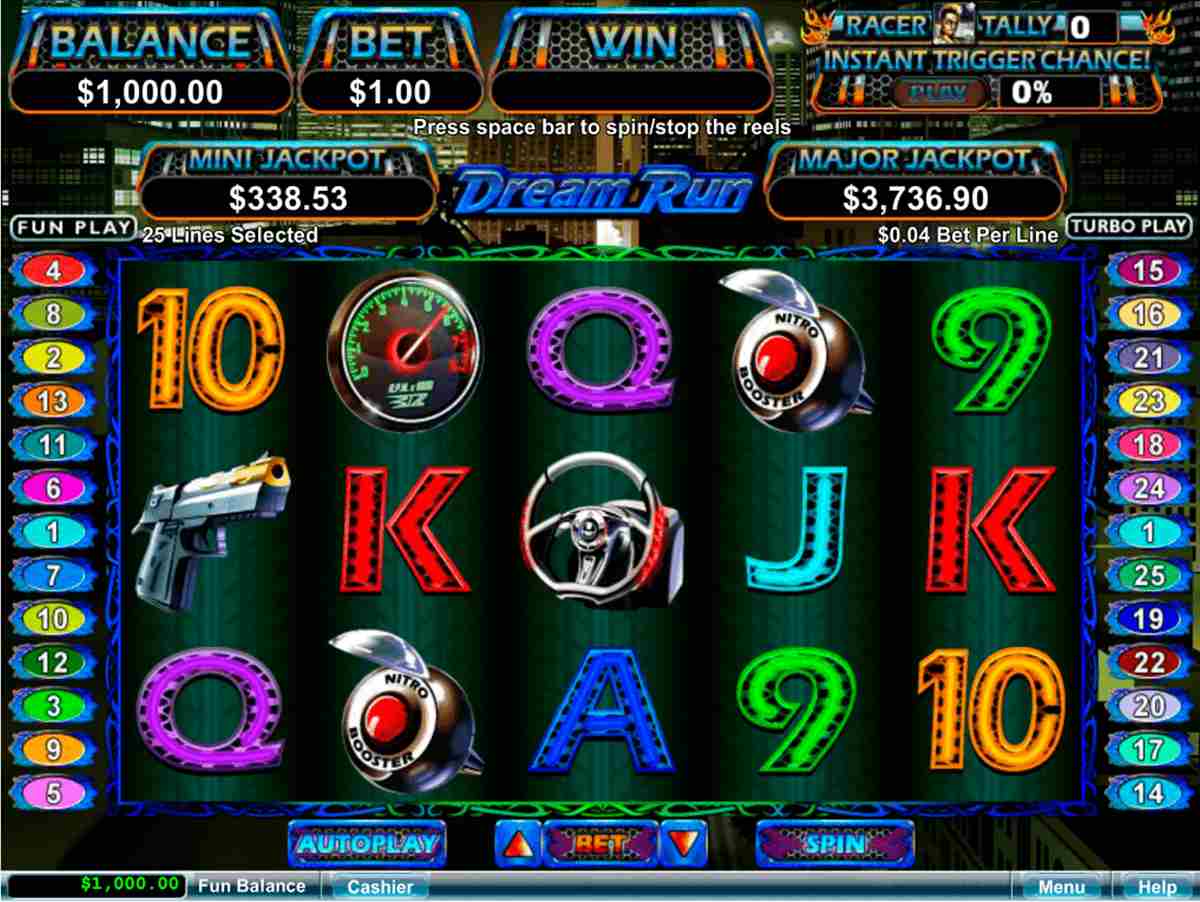 BALANCE BET WIN RACER TALLY 0
INSTANT TRIGGER CHANCE!
$1,000.00 $1.00 PLAY 0%
Press space bar to spin/stop the reels
MINI JACKPOT Dream Run MAJOR JACKPOT
$338.53 $3,736.90
FUN PLAY 25 Lines Selected $0.04 Bet Per Line TURBO PLAY
4 15
8 10 Q NITRO BOOSTER 9 16
2 21
13 23
11 18
6 24
1 K J K 1
7 25
10 19
12 22
3 Q NITRO BOOSTER A 9 10 20
9 17
5 14
AUTOPLAY BET SPIN
$1,000.00 Fun Balance Cashier Menu Help